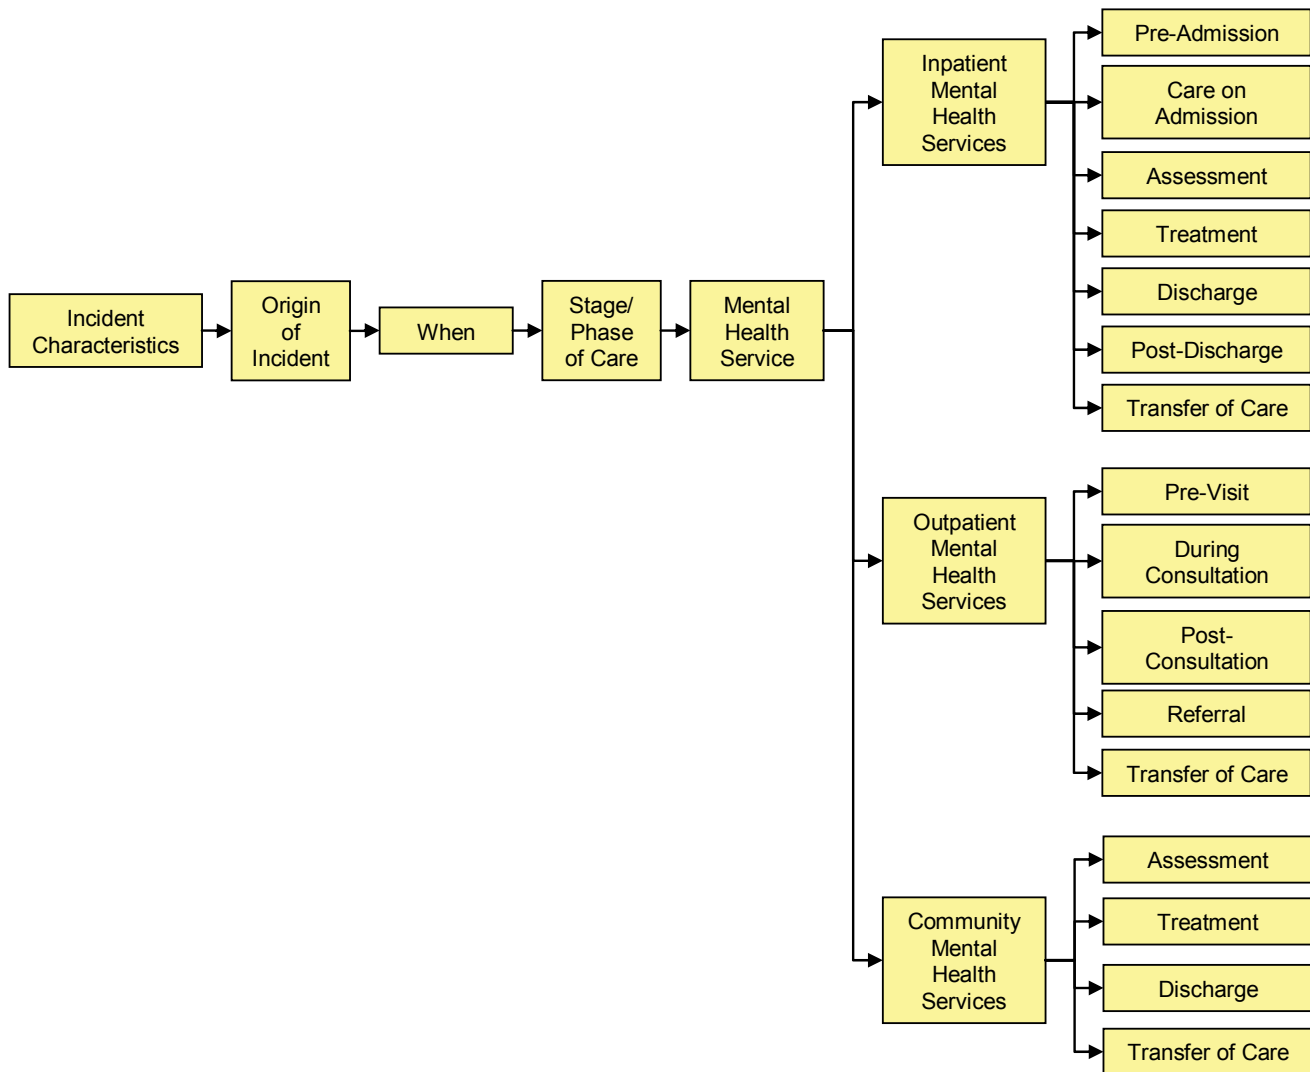 Incident
Characteristics
Origin
of
Incident
When
Stage/
Phase
of Care
Mental
Health
Service
Inpatient
Mental
Health
Services
Pre-Admission
Care on
Admission
Assessment
Treatment
Discharge
Post-Discharge
Transfer of Care
Outpatient
Mental
Health
Services
Pre-Visit
During
Consultation
Post-
Consultation
Referral
Transfer of Care
Community
Mental
Health
Services
Assessment
Treatment
Discharge
Transfer of Care